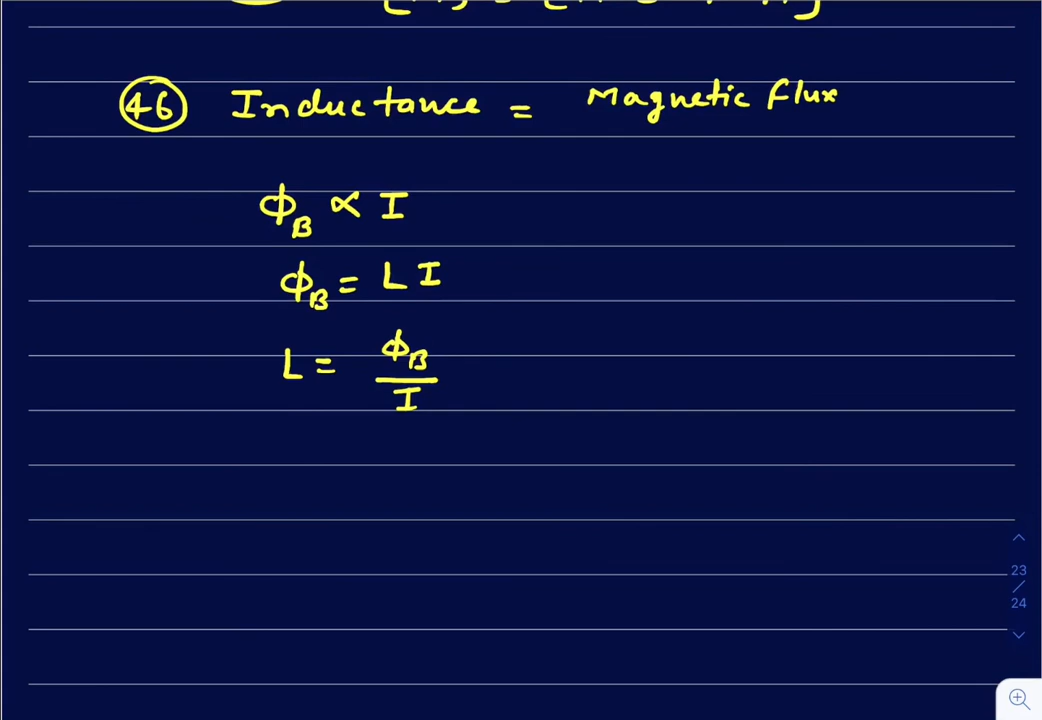 46 Inductance = Magnetic Flux
ϕ_B ∝ I
ϕ_B = L I
L = ϕ_B / I
23
/
24